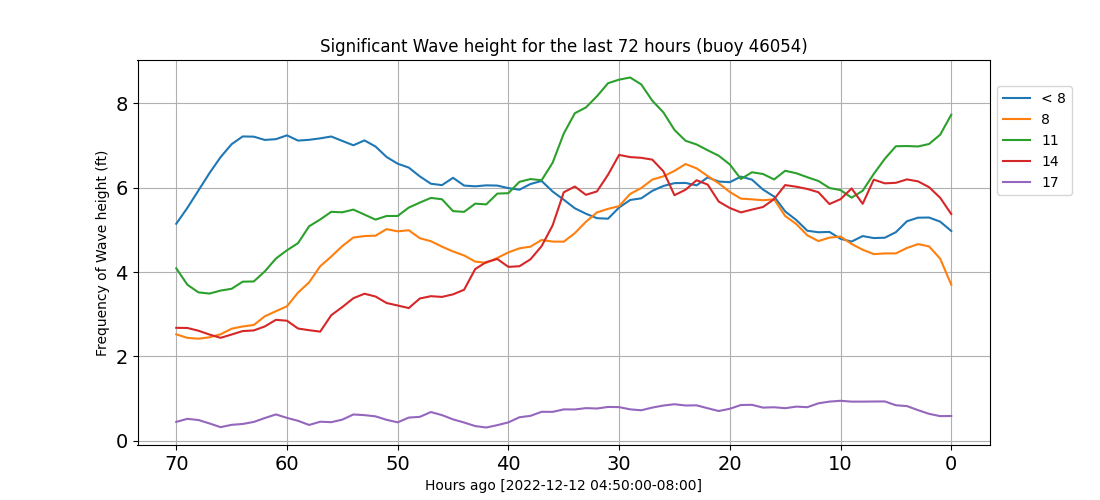 Significant Wave height for the last 72 hours (buoy 46054)
Frequency of Wave height (ft)
8
6
4
2
0
70 60 50 40 30 20 10 0
Hours ago [2022-12-12 04:50:00-08:00]
< 8
8
11
14
17